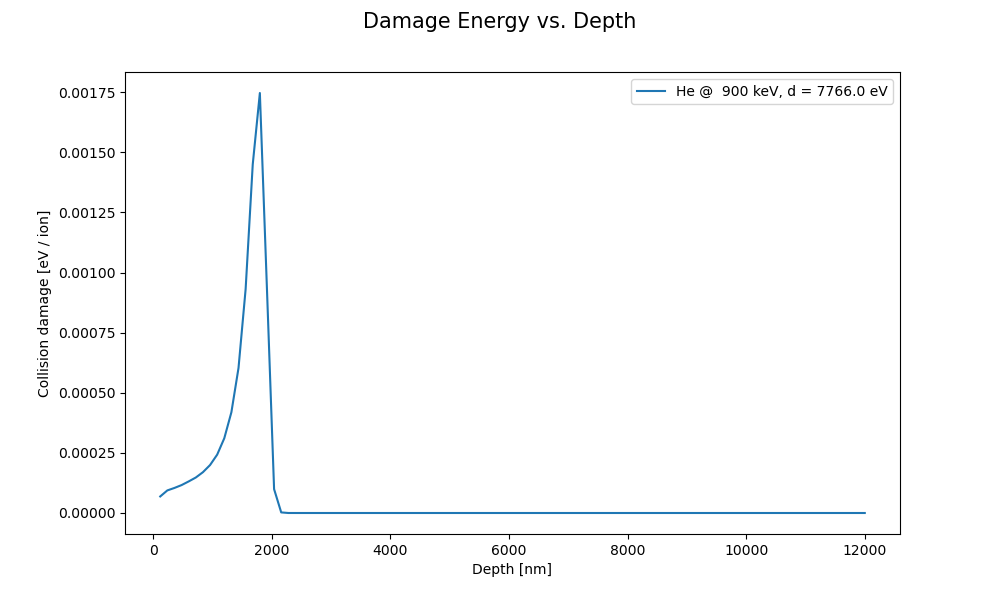 Damage Energy vs. Depth
He @  900 keV, d = 7766.0 eV
Collision damage [eV / ion]
0.00175
0.00150
0.00125
0.00100
0.00075
0.00050
0.00025
0.00000
0 2000 4000 6000 8000 10000 12000
Depth [nm]